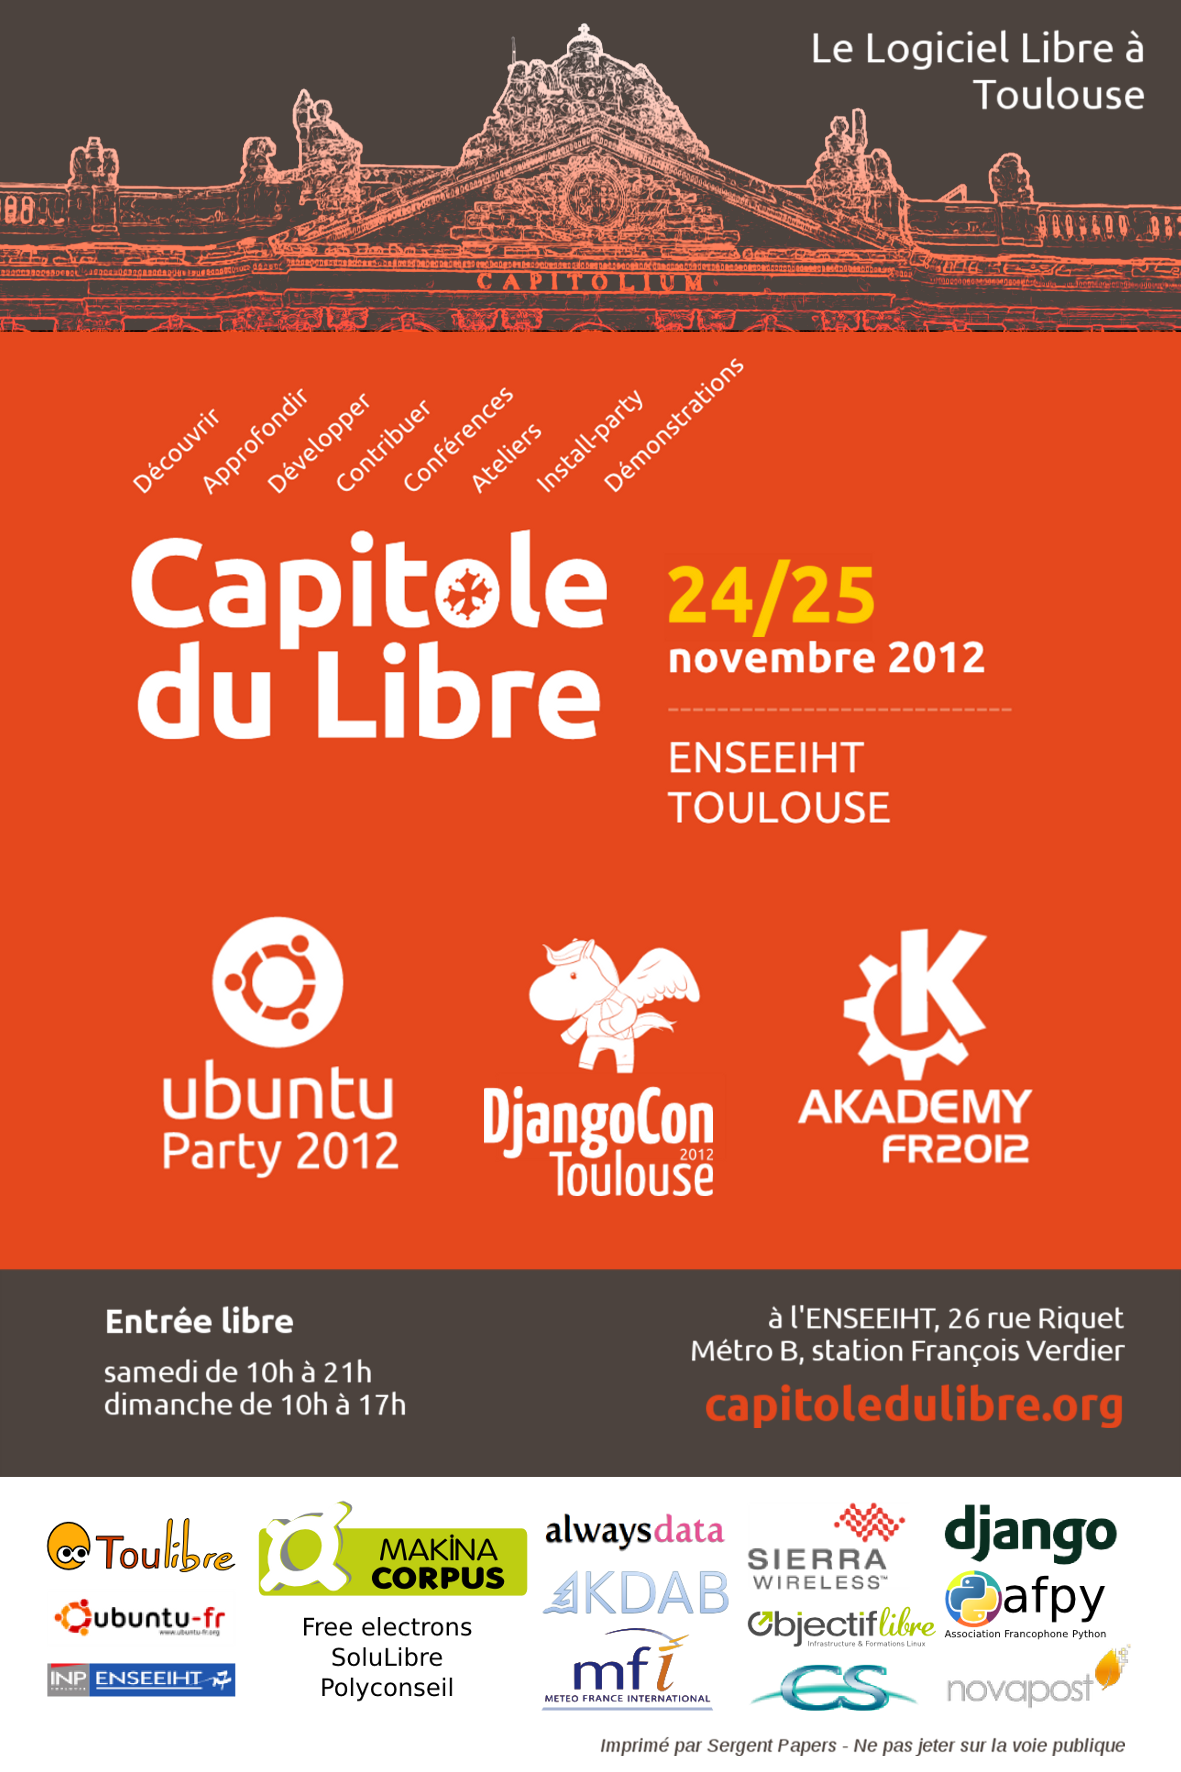 Le Logiciel Libre à
Toulouse
CAPITOLIUM
Découvrir
Approfondir
Développer
Contribuer
Conférences
Ateliers
Install-party
Démonstrations
Capitole
du Libre
24/25
novembre 2012
ENSEEIHT
TOULOUSE
ubuntu
Party 2012
DjangoCon
2012
Toulouse
K
AKADEMY
FR2012
Entrée libre
samedi de 10h à 21h
dimanche de 10h à 17h
à l'ENSEEIHT, 26 rue Riquet
Métro B, station François Verdier
capitoledulibre.org
Toulibre
ubuntu-fr
www.ubuntu-fr.org
INP ENSEEIHT
MAKİNA
CORPUS
Free electrons
SoluLibre
Polyconseil
alwaysdata
KDAB
mfi
METEO FRANCE INTERNATIONAL
SIERRA
WIRELESS™
Objectif libre
Infrastructure & Formations Linux
CS
django
afpy
Association Francophone Python
novapost
Imprimé par Sergent Papers - Ne pas jeter sur la voie publique